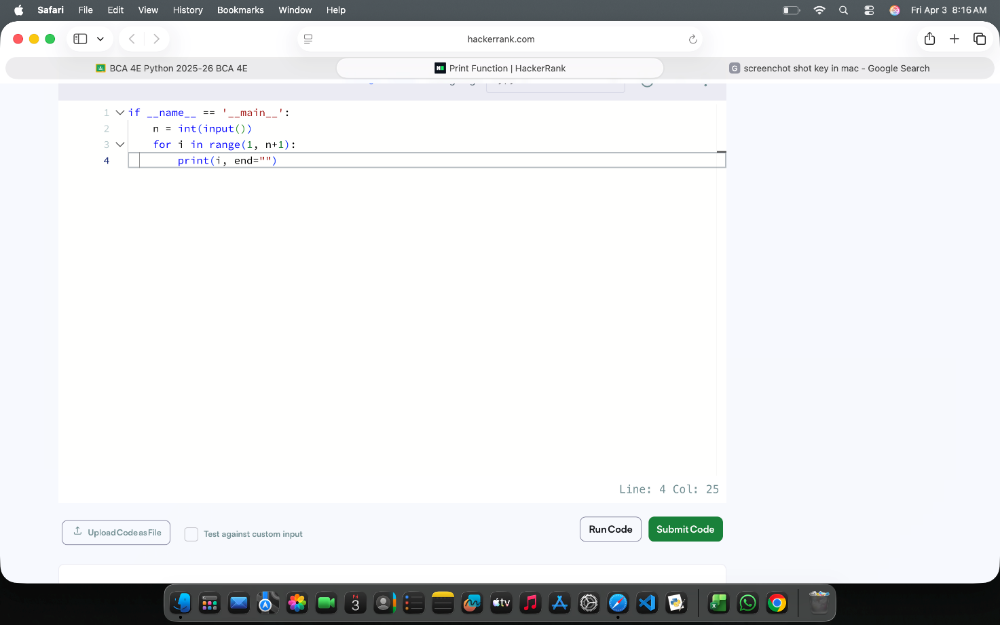 Safari File Edit View History Bookmarks Window Help Fri Apr 3 8:16 AM
hackerrank.com
BCA 4E Python 2025-26 BCA 4E
Print Function | HackerRank
G screenchot shot key in mac - Google Search
1 if __name__ == '__main__':
2 n = int(input())
3 for i in range(1, n+1):
4 print(i, end="")
Line: 4 Col: 25
Upload Code as File
Test against custom input
Run Code
Submit Code
Fri
3
tv